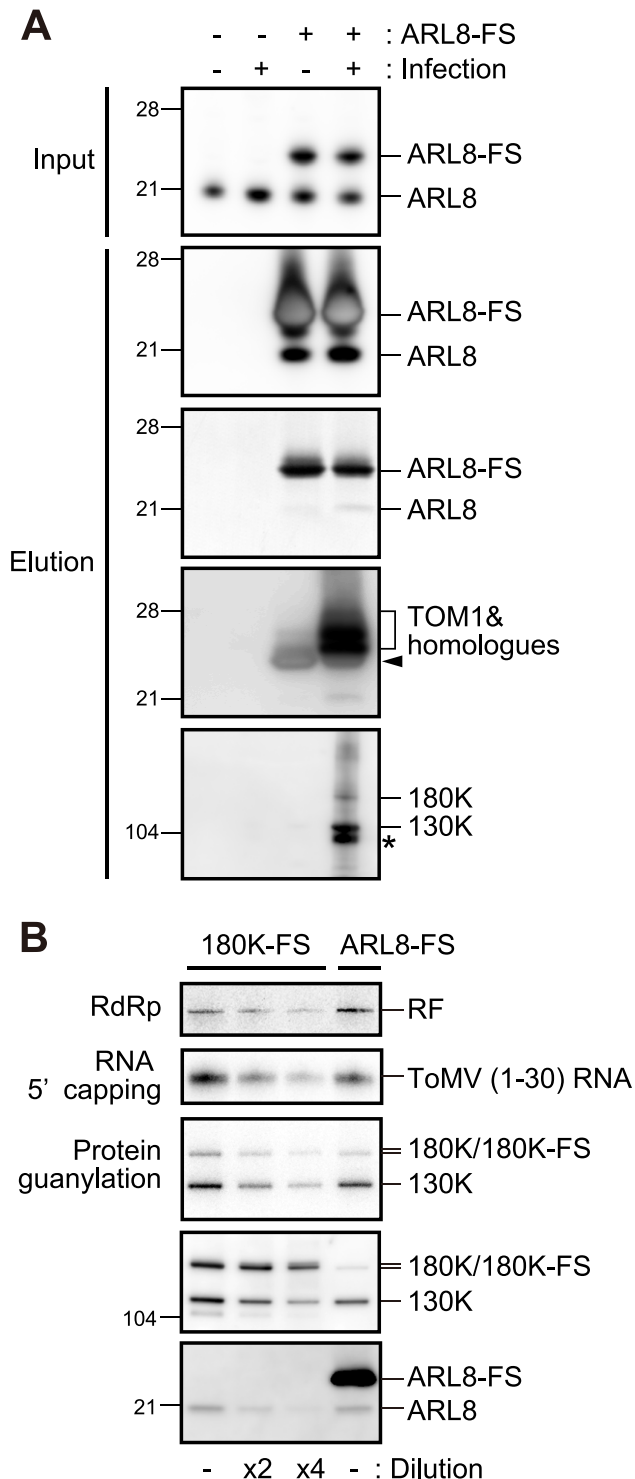 A
- - + + : ARL8-FS
- + - + : Infection
Input
28
ARL8-FS
21
ARL8
Elution
28
ARL8-FS
21
ARL8
28
ARL8-FS
21
ARL8
28
TOM1&
homologues
21
180K
130K
104
*
B
180K-FS ARL8-FS
RdRp
RF
RNA
5’ capping
ToMV (1-30) RNA
Protein
guanylation
180K/180K-FS
130K
180K/180K-FS
130K
104
ARL8-FS
21
ARL8
- x2 x4 - : Dilution